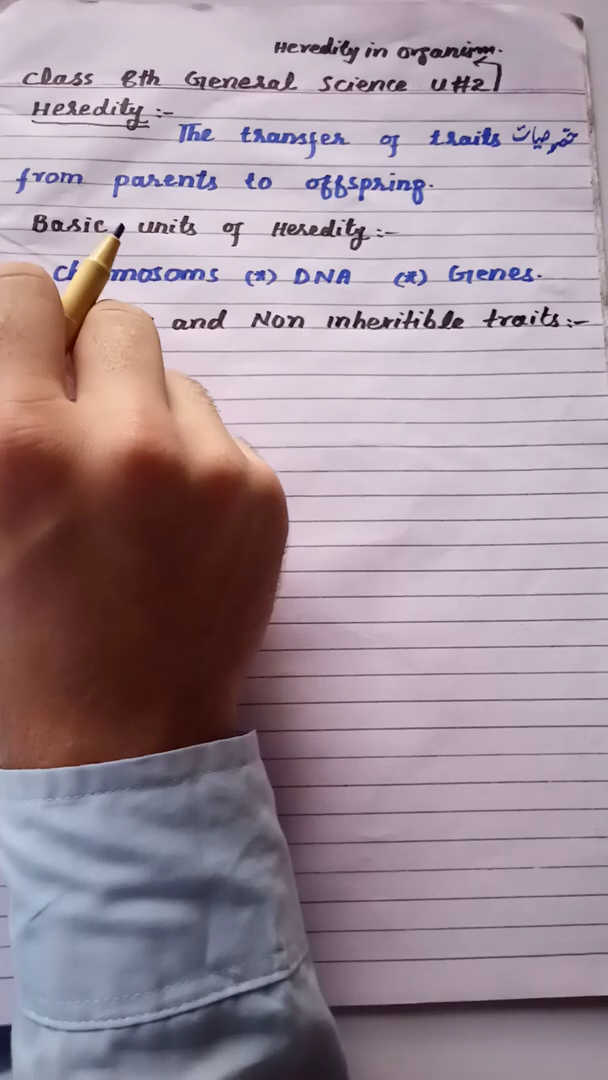 Heredity in organism.
Class 8th General Science U#2
Heredity :-
The transfer of traits خصوصیات
from parents to offspring.
Basic units of Heredity :-
mosoms (*) DNA (*) Genes.
and Non inheritible traits :-